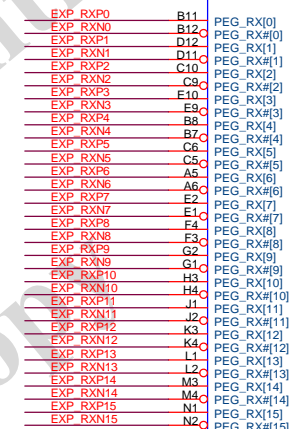 EXP_RXP0 B11 PEG_RX[0]
EXP_RXN0 B12 PEG_RX#[0]
EXP_RXP1 D12 PEG_RX[1]
EXP_RXN1 D11 PEG_RX#[1]
EXP_RXP2 C10 PEG_RX[2]
EXP_RXN2 C9 PEG_RX#[2]
EXP_RXP3 E10 PEG_RX[3]
EXP_RXN3 E9 PEG_RX#[3]
EXP_RXP4 B8 PEG_RX[4]
EXP_RXN4 B7 PEG_RX#[4]
EXP_RXP5 C6 PEG_RX[5]
EXP_RXN5 C5 PEG_RX#[5]
EXP_RXP6 A5 PEG_RX[6]
EXP_RXN6 A6 PEG_RX#[6]
EXP_RXP7 E2 PEG_RX[7]
EXP_RXN7 E1 PEG_RX#[7]
EXP_RXP8 F4 PEG_RX[8]
EXP_RXN8 F3 PEG_RX#[8]
EXP_RXP9 G2 PEG_RX[9]
EXP_RXN9 G1 PEG_RX#[9]
EXP_RXP10 H3 PEG_RX[10]
EXP_RXN10 H4 PEG_RX#[10]
EXP_RXP11 J1 PEG_RX[11]
EXP_RXN11 J2 PEG_RX#[11]
EXP_RXP12 K3 PEG_RX[12]
EXP_RXN12 K4 PEG_RX#[12]
EXP_RXP13 L1 PEG_RX[13]
EXP_RXN13 L2 PEG_RX#[13]
EXP_RXP14 M3 PEG_RX[14]
EXP_RXN14 M4 PEG_RX#[14]
EXP_RXP15 N1 PEG_RX[15]
EXP_RXN15 N2 PEG_RX#[15]